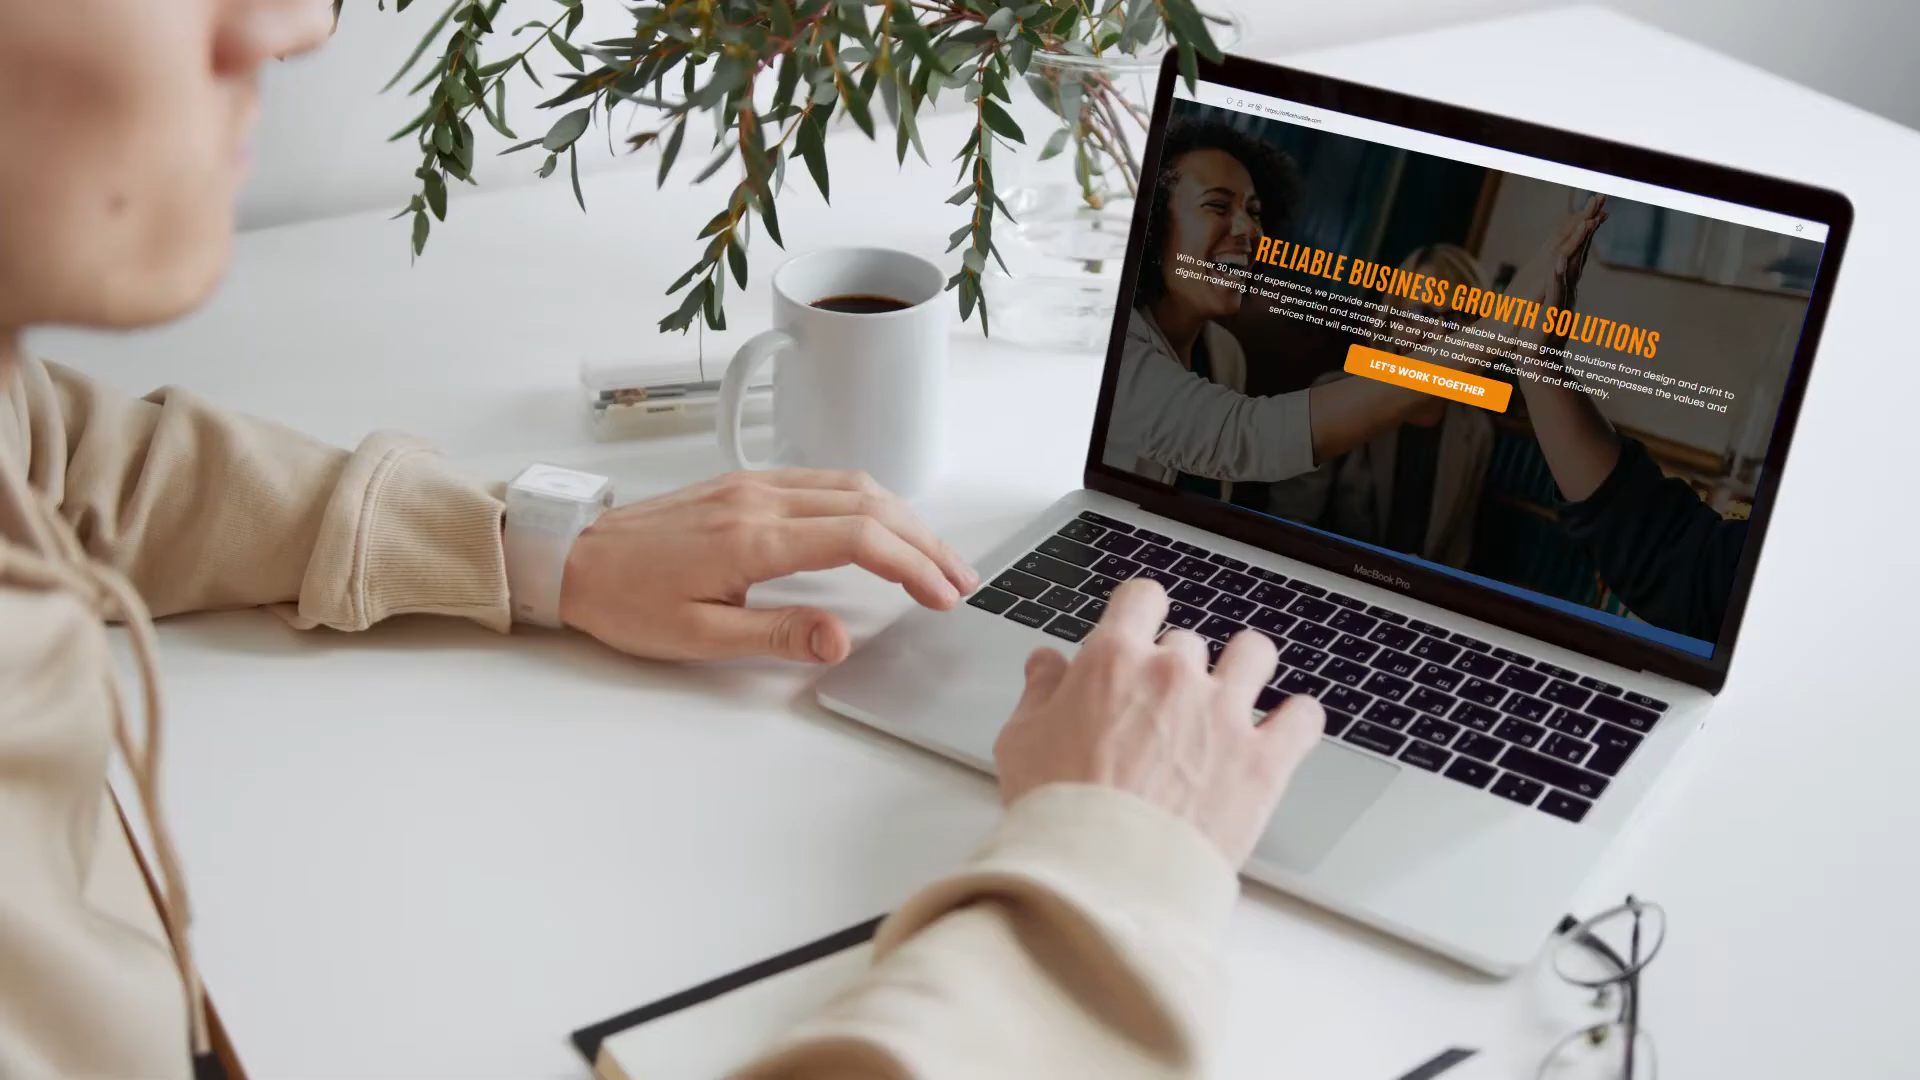 https://officehuddle.com
RELIABLE BUSINESS GROWTH SOLUTIONS
With over 30 years of experience, we provide small businesses with reliable business growth solutions from design and print to
digital marketing, to lead generation and strategy. We are your business solution provider that encompasses the values and
services that will enable your company to advance effectively and efficiently.
LET'S WORK TOGETHER
MacBook Pro